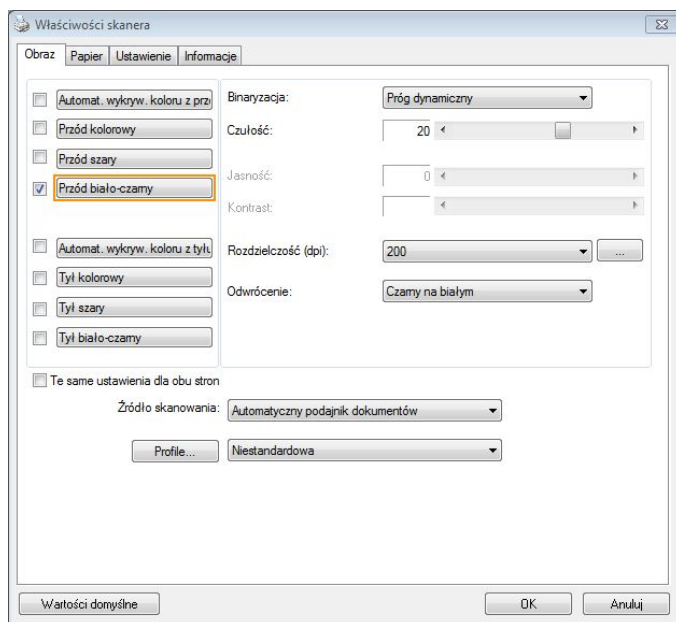 Właściwości skanera
Obraz Papier Ustawienie Informacje
Automat. wykryw. koloru z prz
Przód kolorowy
Przód szary
Przód biało-czarny
Automat. wykryw. koloru z tyłu
Tył kolorowy
Tył szary
Tył biało-czarny
Binaryzacja: Próg dynamiczny
Czułość: 20
Jasność: 0
Kontrast:
Rozdzielczość (dpi): 200 ...
Odwrócenie: Czarny na białym
Te same ustawienia dla obu stron
Źródło skanowania: Automatyczny podajnik dokumentów
Profile... Niestandardowa
Wartości domyślne OK Anuluj